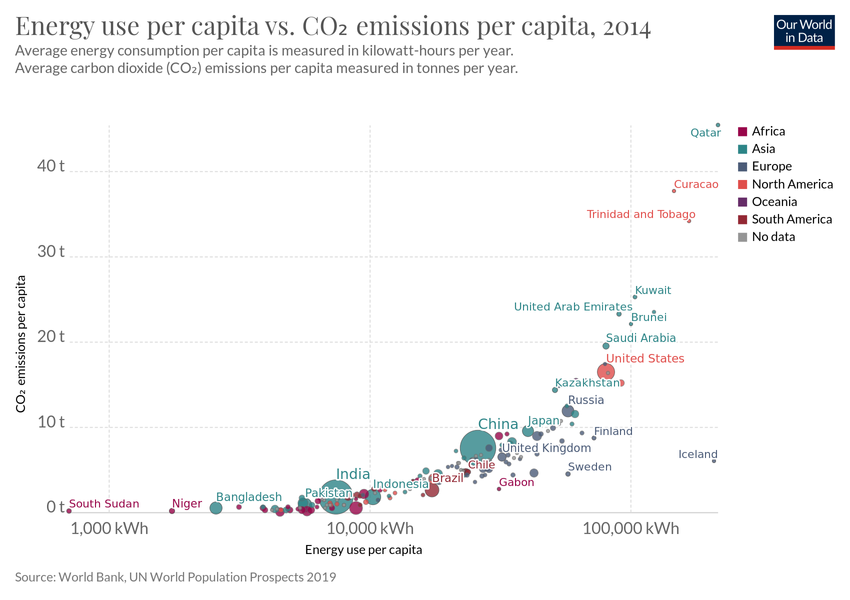 Energy use per capita vs. CO₂ emissions per capita, 2014
Average energy consumption per capita is measured in kilowatt-hours per year.
Average carbon dioxide (CO₂) emissions per capita measured in tonnes per year.
Our World
in Data
Qatar
Africa
Asia
Europe
North America
Oceania
South America
No data
40 t
Curacao
Trinidad and Tobago
30 t
Kuwait
United Arab Emirates
Brunei
20 t
Saudi Arabia
United States
Kazakhstan
Russia
10 t
China
Japan
Finland
United Kingdom
Iceland
Chile
Sweden
India
Indonesia
Brazil
Gabon
Pakistan
Bangladesh
0 t
South Sudan
Niger
1,000 kWh
10,000 kWh
100,000 kWh
CO₂ emissions per capita
Energy use per capita
Source: World Bank, UN World Population Prospects 2019